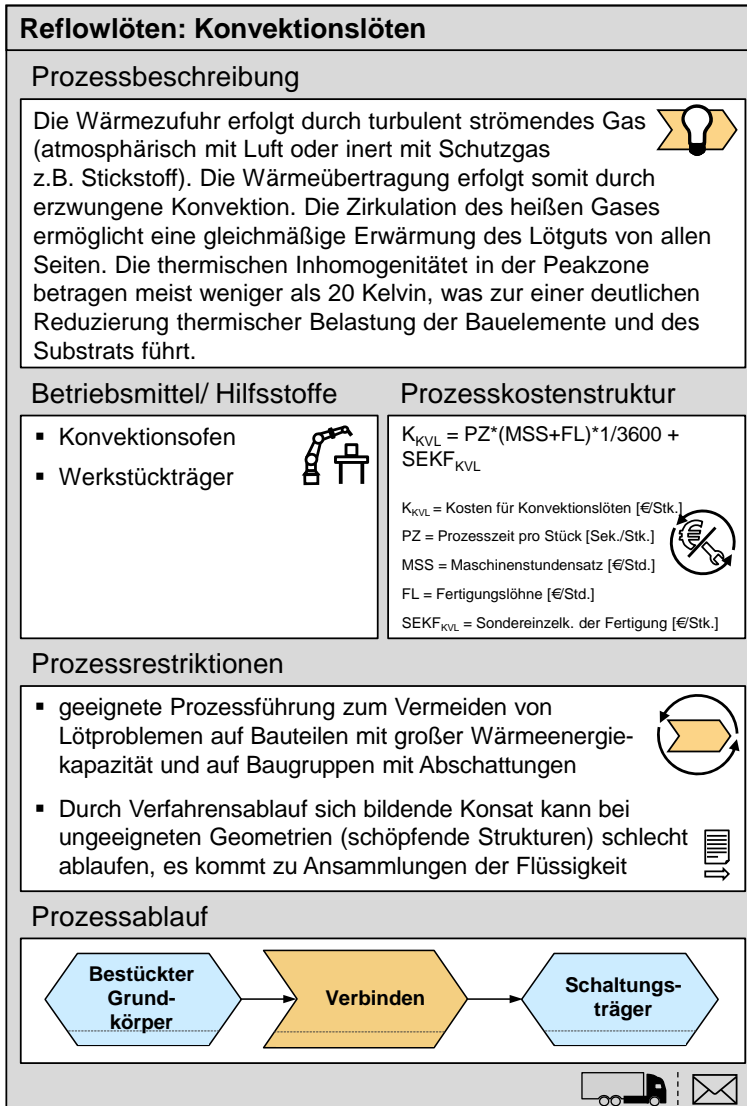 Reflowlöten: Konvektionslöten
Prozessbeschreibung
Die Wärmezufuhr erfolgt durch turbulent strömendes Gas
(atmosphärisch mit Luft oder inert mit Schutzgas
z.B. Stickstoff). Die Wärmeübertragung erfolgt somit durch
erzwungene Konvektion. Die Zirkulation des heißen Gases
ermöglicht eine gleichmäßige Erwärmung des Lötguts von allen
Seiten. Die thermischen Inhomogenitätet in der Peakzone
betragen meist weniger als 20 Kelvin, was zur einer deutlichen
Reduzierung thermischer Belastung der Bauelemente und des
Substrats führt.
Betriebsmittel/ Hilfsstoffe
▪ Konvektionsofen
▪ Werkstückträger
Prozesskostenstruktur
K_KVL = PZ*(MSS+FL)*1/3600 +
SEKF_KVL
K_KVL = Kosten für Konvektionslöten [€/Stk.]
PZ = Prozesszeit pro Stück [Sek./Stk.]
MSS = Maschinenstundensatz [€/Std.]
FL = Fertigungslöhne [€/Std.]
SEKF_KVL = Sondereinzelk. der Fertigung [€/Stk.]
Prozessrestriktionen
▪ geeignete Prozessführung zum Vermeiden von
Lötproblemen auf Bauteilen mit großer Wärmeenergie-
kapazität und auf Baugruppen mit Abschattungen
▪ Durch Verfahrensablauf sich bildende Konsat kann bei
ungeeigneten Geometrien (schöpfende Strukturen) schlecht
ablaufen, es kommt zu Ansammlungen der Flüssigkeit
Prozessablauf
Bestückter
Grund-
körper
Verbinden
Schaltungs-
träger